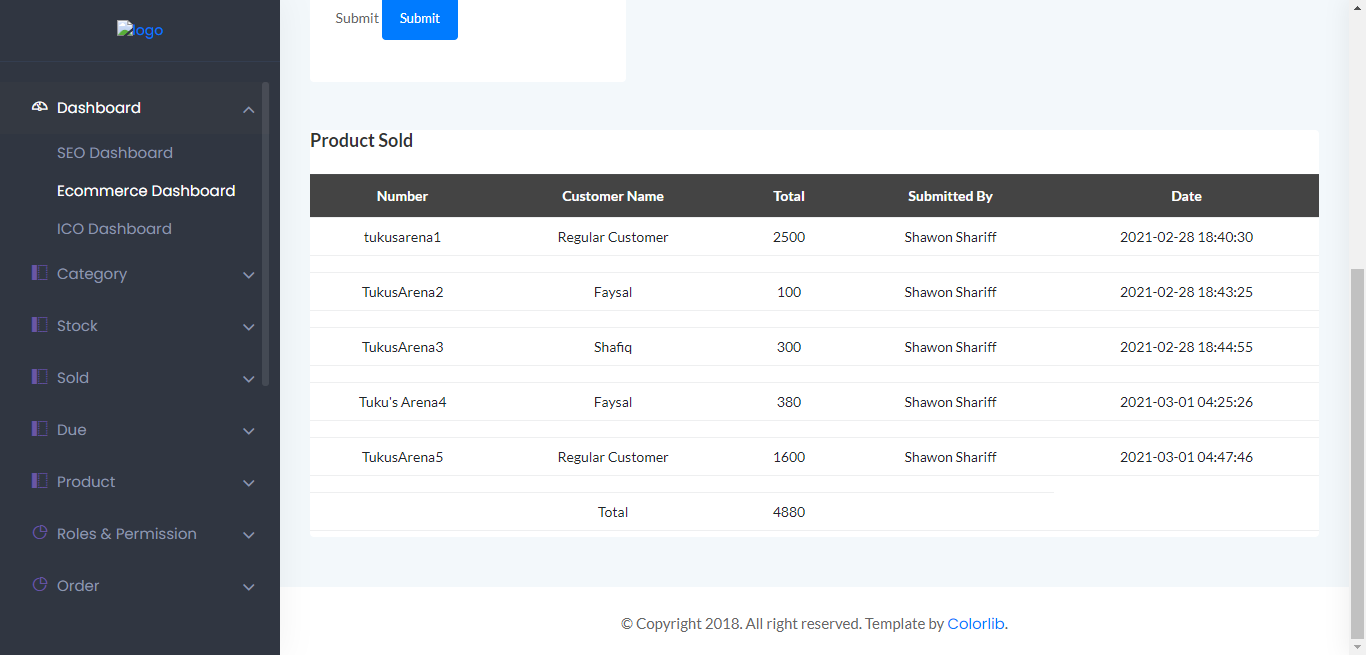 logo
Dashboard
SEO Dashboard
Ecommerce Dashboard
ICO Dashboard
Category
Stock
Sold
Due
Product
Roles & Permission
Order
Submit Submit
Product Sold
Number Customer Name Total Submitted By Date
tukusarena1 Regular Customer 2500 Shawon Shariff 2021-02-28 18:40:30
TukusArena2 Faysal 100 Shawon Shariff 2021-02-28 18:43:25
TukusArena3 Shafiq 300 Shawon Shariff 2021-02-28 18:44:55
Tuku's Arena4 Faysal 380 Shawon Shariff 2021-03-01 04:25:26
TukusArena5 Regular Customer 1600 Shawon Shariff 2021-03-01 04:47:46
Total 4880
© Copyright 2018. All right reserved. Template by Colorlib.